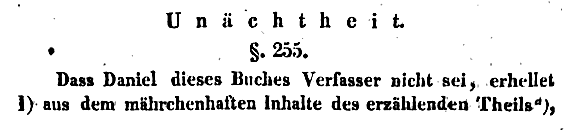 Unächtheit.
§. 255.
Dass Daniel dieses Buches Verfasser nicht sei, erhellet
1) aus dem mährchenhaften Inhalte des erzählenden Theils a),